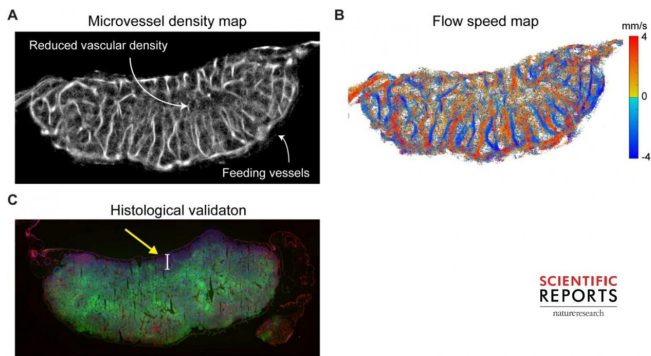 A
Microvessel density map
Reduced vascular density
Feeding vessels
B
Flow speed map
mm/s
4
0
-4
C
Histological validaton
SCIENTIFIC
REPORTS
natureresearch